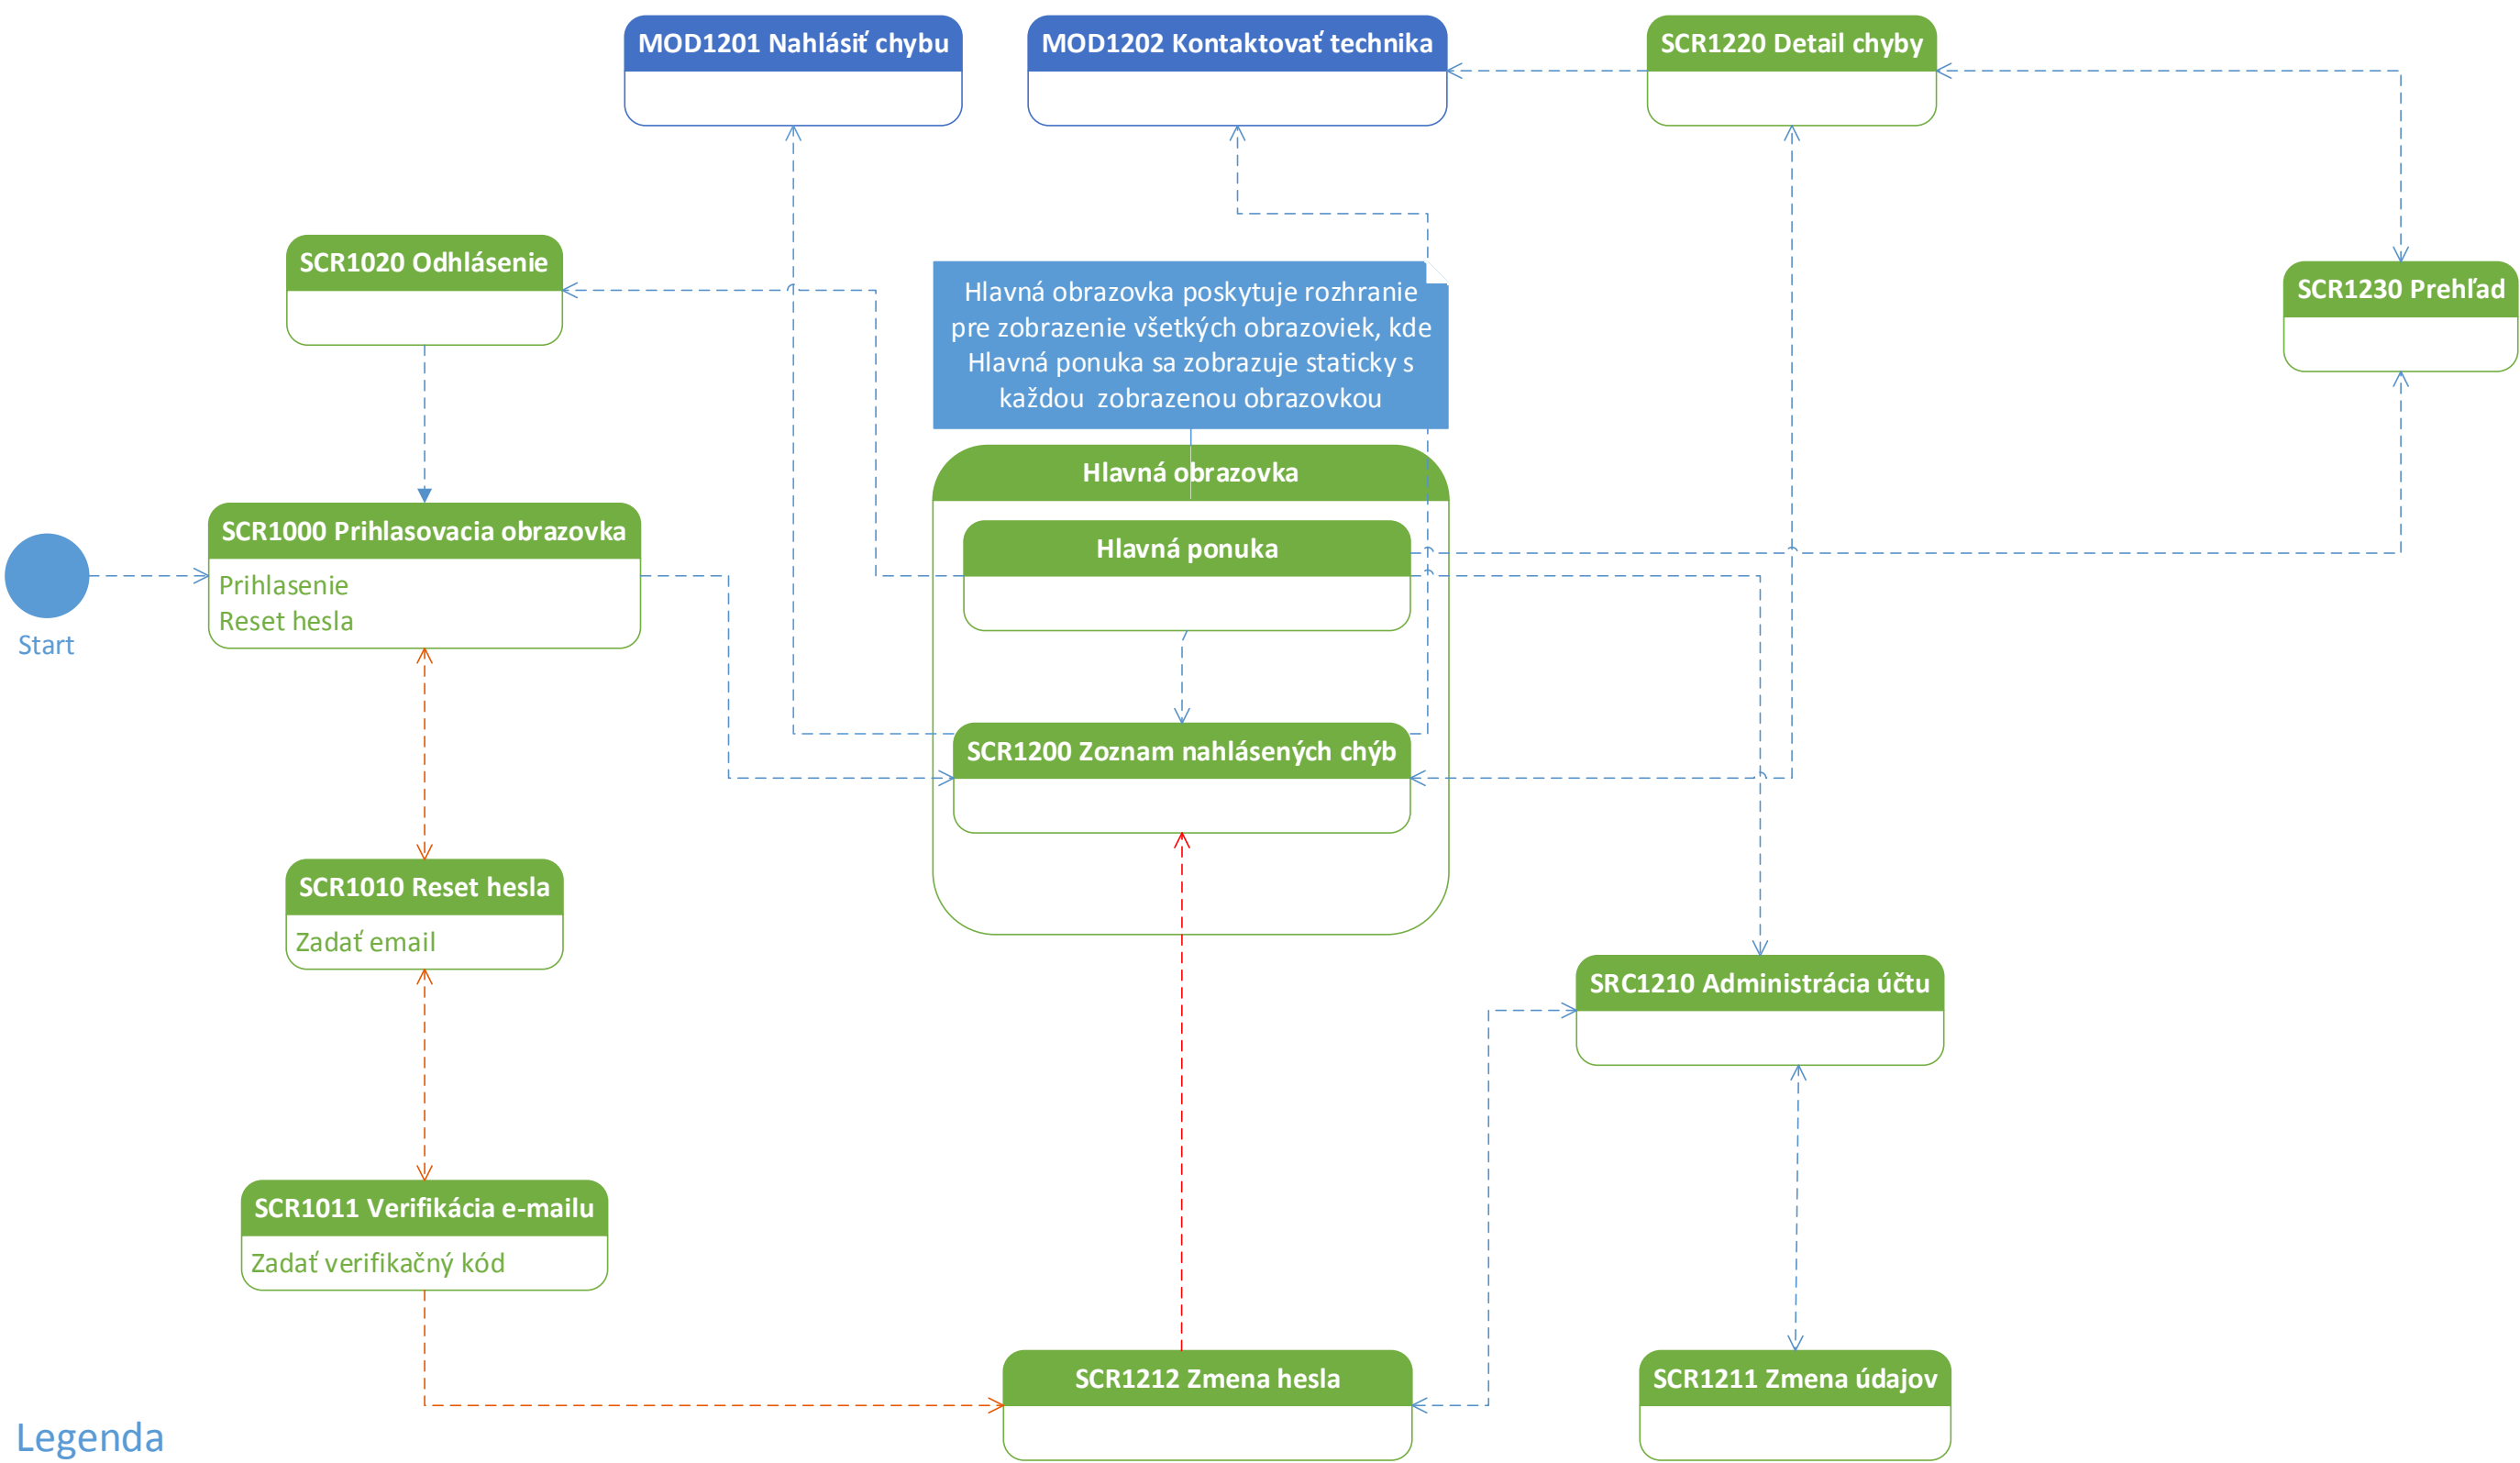 MOD1201 Nahlásiť chybu
MOD1202 Kontaktovať technika
SCR1220 Detail chyby
SCR1020 Odhlásenie
Hlavná obrazovka poskytuje rozhranie
pre zobrazenie všetkých obrazoviek, kde
Hlavná ponuka sa zobrazuje staticky s
každou zobrazenou obrazovkou
SCR1230 Prehľad
Hlavná obrazovka
SCR1000 Prihlasovacia obrazovka
Prihlasenie
Reset hesla
Start
Hlavná ponuka
SCR1200 Zoznam nahlásených chýb
SCR1010 Reset hesla
Zadať email
SRC1210 Administrácia účtu
SCR1011 Verifikácia e-mailu
Zadať verifikačný kód
SCR1212 Zmena hesla
SCR1211 Zmena údajov
Legenda